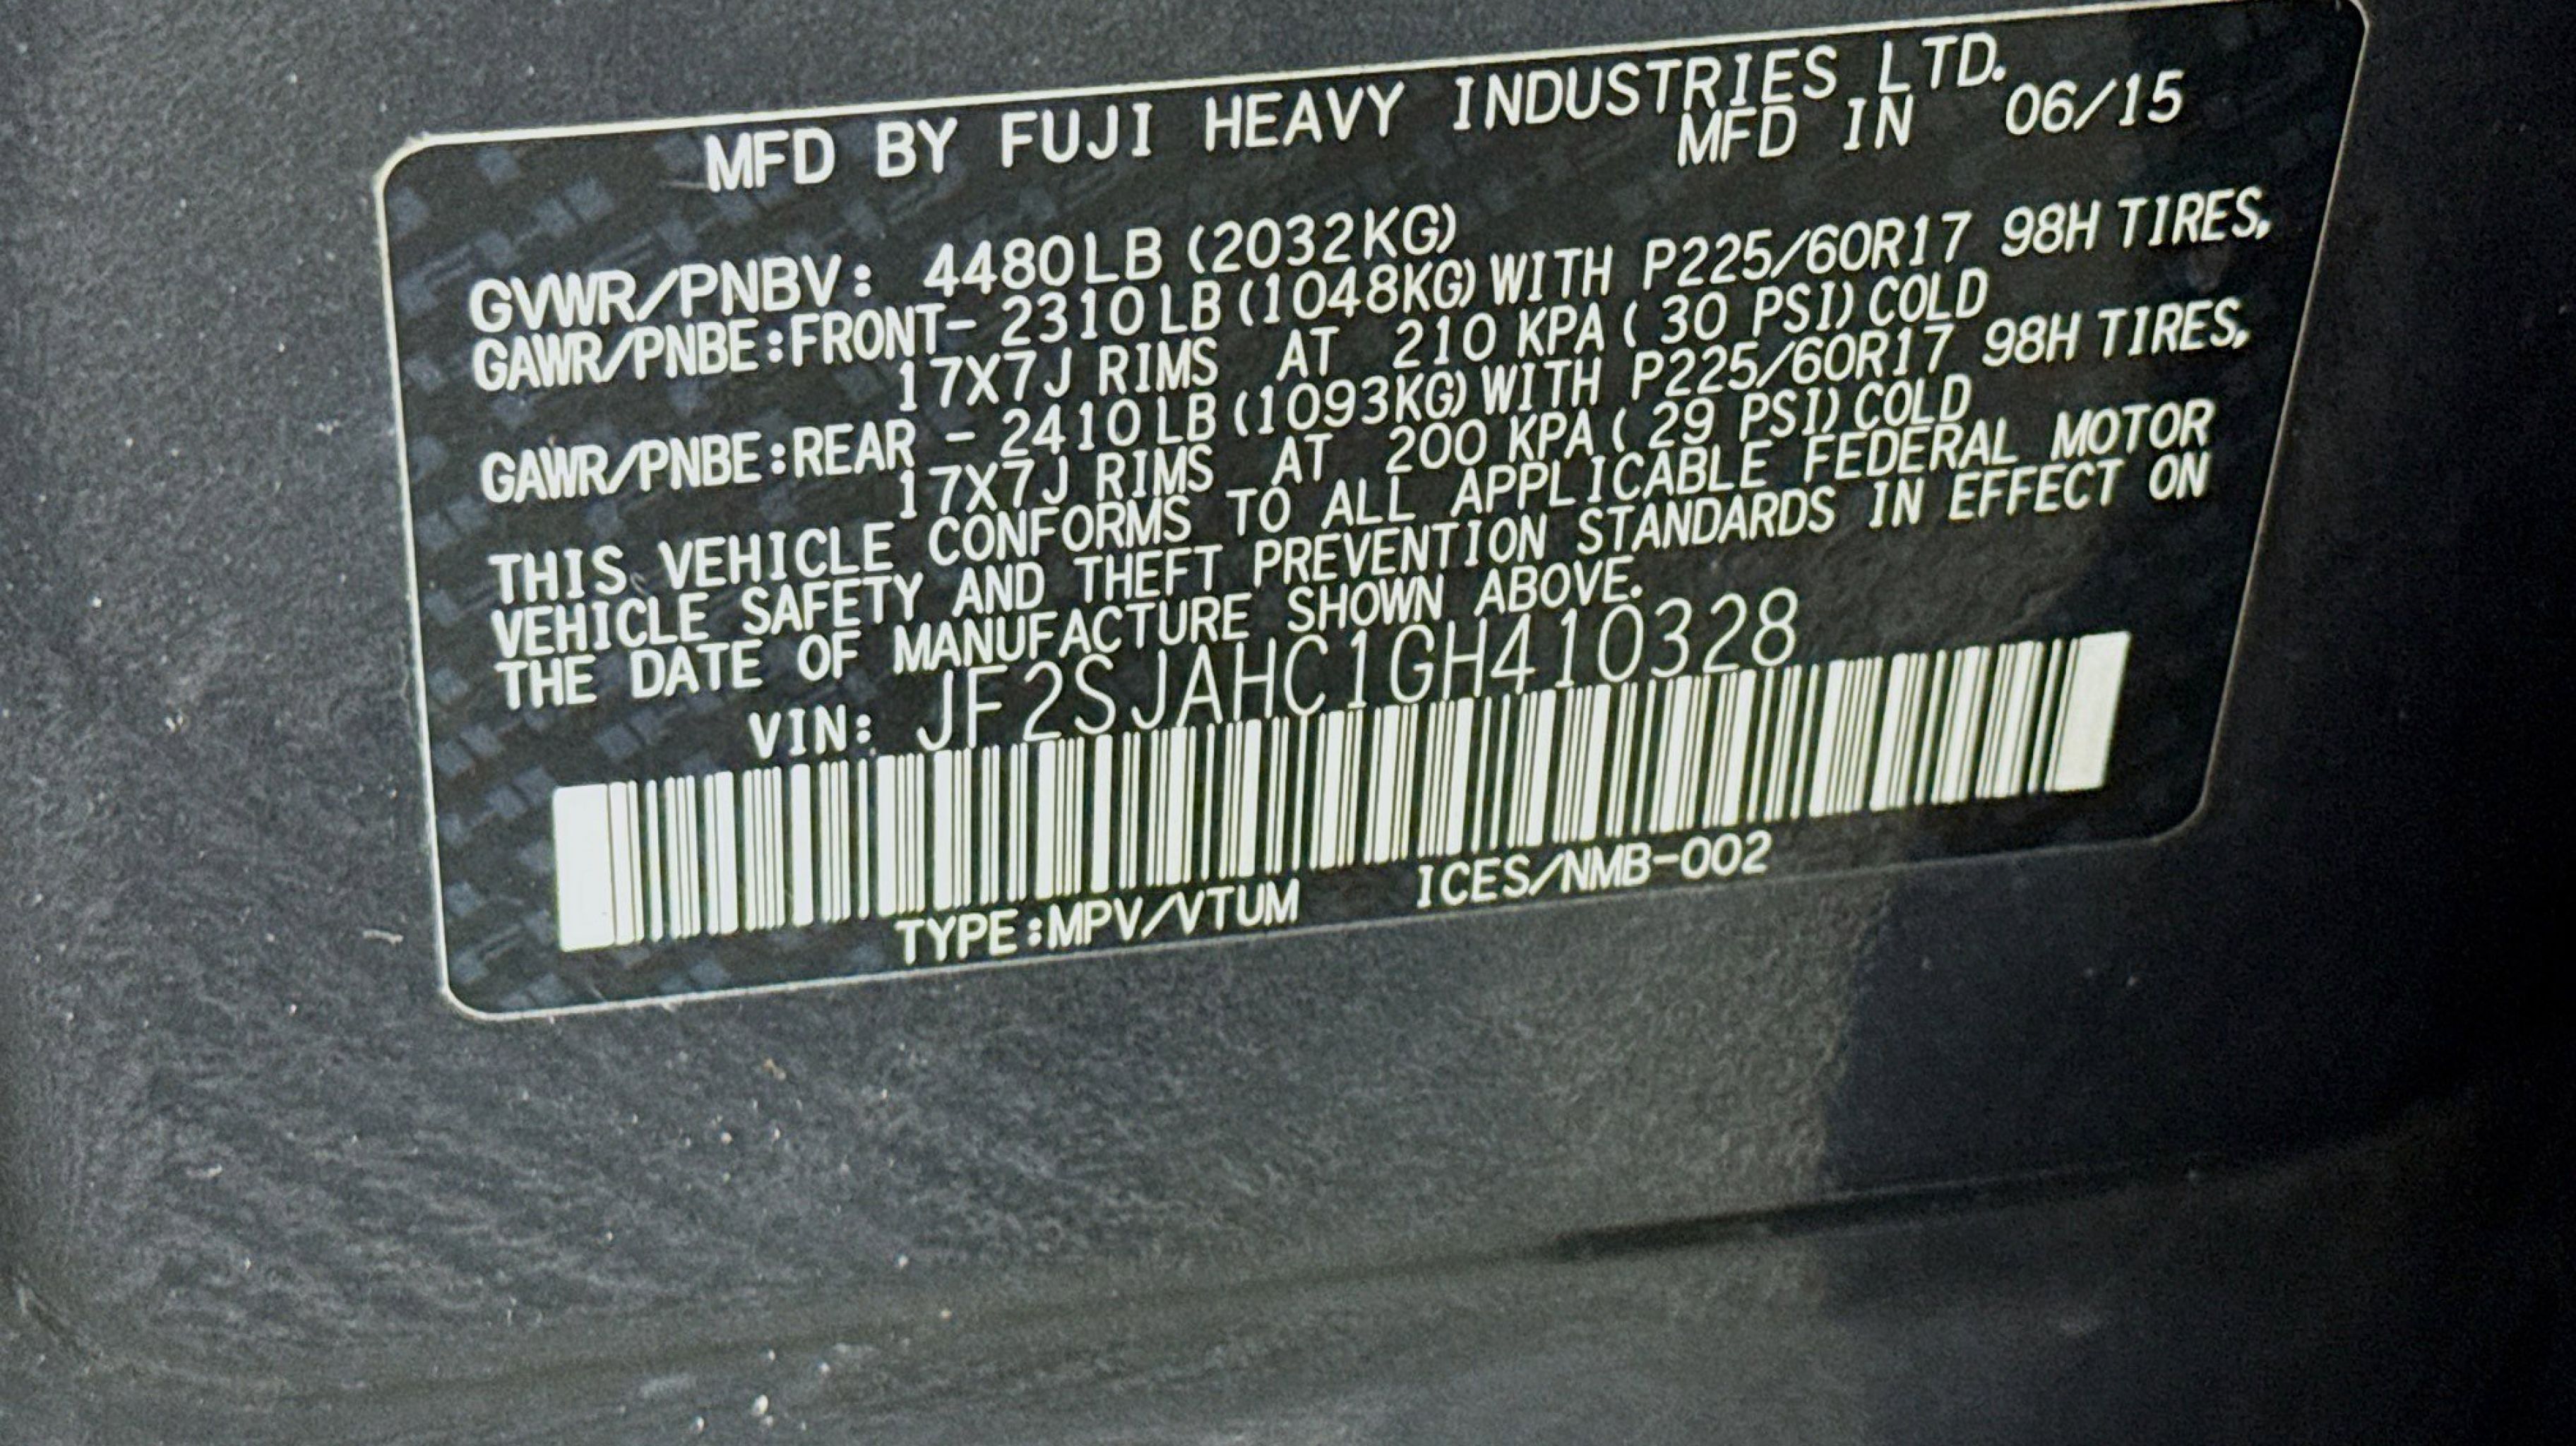 MFD BY FUJI HEAVY INDUSTRIES LTD.
MFD IN 06/15
GVWR/PNBV: 4480LB (2032KG)
GAWR/PNBE:FRONT- 2310LB (1048KG) WITH P225/60R17 98H TIRES,
17X7J RIMS AT 210 KPA ( 30 PSI) COLD
GAWR/PNBE:REAR - 2410LB (1093KG) WITH P225/60R17 98H TIRES,
17X7J RIMS AT 200 KPA ( 29 PSI) COLD
THIS VEHICLE CONFORMS TO ALL APPLICABLE FEDERAL MOTOR
VEHICLE SAFETY AND THEFT PREVENTION STANDARDS IN EFFECT ON
THE DATE OF MANUFACTURE SHOWN ABOVE.
VIN: JF2SJAHC1GH410328
TYPE:MPV/VTUM ICES/NMB-002